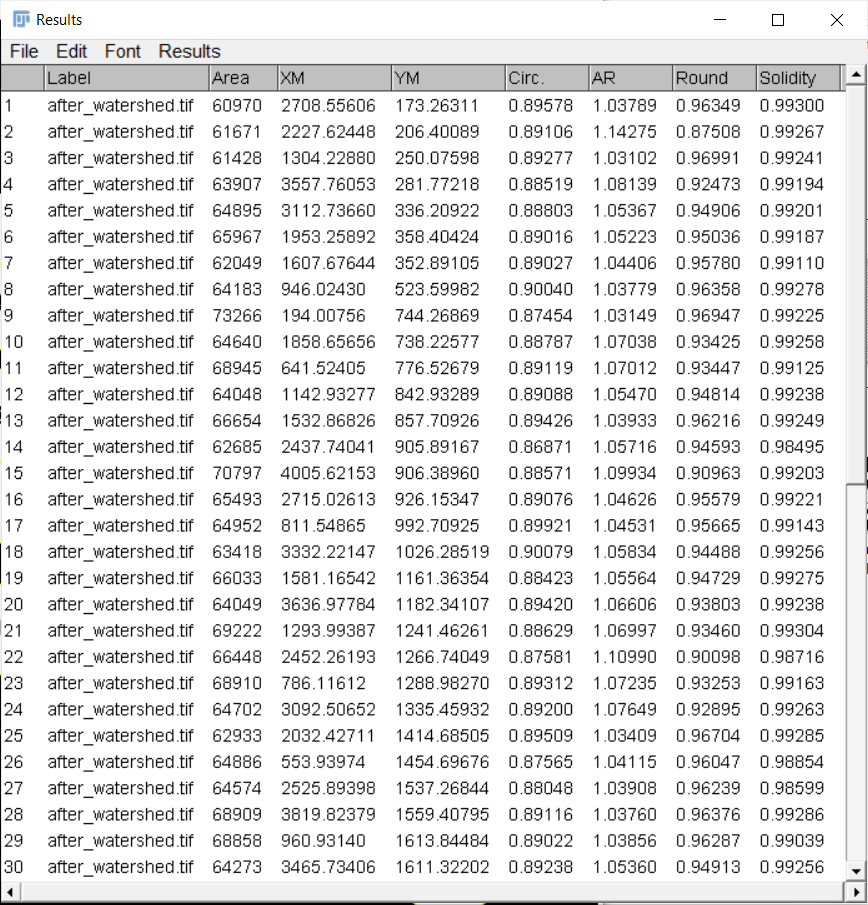 Results
File Edit Font Results
Label Area XM YM Circ. AR Round Solidity
1 after_watershed.tif 60970 2708.55606 173.26311 0.89578 1.03789 0.96349 0.99300
2 after_watershed.tif 61671 2227.62448 206.40089 0.89106 1.14275 0.87508 0.99267
3 after_watershed.tif 61428 1304.22880 250.07598 0.89277 1.03102 0.96991 0.99241
4 after_watershed.tif 63907 3557.76053 281.77218 0.88519 1.08139 0.92473 0.99194
5 after_watershed.tif 64895 3112.73660 336.20922 0.88803 1.05367 0.94906 0.99201
6 after_watershed.tif 65967 1953.25892 358.40424 0.89016 1.05223 0.95036 0.99187
7 after_watershed.tif 62049 1607.67644 352.89105 0.89027 1.04406 0.95780 0.99110
8 after_watershed.tif 64183 946.02430 523.59982 0.90040 1.03779 0.96358 0.99278
9 after_watershed.tif 73266 194.00756 744.26869 0.87454 1.03149 0.96947 0.99225
10 after_watershed.tif 64640 1858.65656 738.22577 0.88787 1.07038 0.93425 0.99258
11 after_watershed.tif 68945 641.52405 776.52679 0.89119 1.07012 0.93447 0.99125
12 after_watershed.tif 64048 1142.93277 842.93289 0.89088 1.05470 0.94814 0.99238
13 after_watershed.tif 66654 1532.86826 857.70926 0.89426 1.03933 0.96216 0.99249
14 after_watershed.tif 62685 2437.74041 905.89167 0.86871 1.05716 0.94593 0.98495
15 after_watershed.tif 70797 4005.62153 906.38960 0.88571 1.09934 0.90963 0.99203
16 after_watershed.tif 65493 2715.02613 926.15347 0.89076 1.04626 0.95579 0.99221
17 after_watershed.tif 64952 811.54865 992.70925 0.89921 1.04531 0.95665 0.99143
18 after_watershed.tif 63418 3332.22147 1026.28519 0.90079 1.05834 0.94488 0.99256
19 after_watershed.tif 66033 1581.16542 1161.36354 0.88423 1.05564 0.94729 0.99275
20 after_watershed.tif 64049 3636.97784 1182.34107 0.89420 1.06606 0.93803 0.99238
21 after_watershed.tif 69222 1293.99387 1241.46261 0.88629 1.06997 0.93460 0.99304
22 after_watershed.tif 66448 2452.26193 1266.74049 0.87581 1.10990 0.90098 0.98716
23 after_watershed.tif 68910 786.11612 1288.98270 0.89312 1.07235 0.93253 0.99163
24 after_watershed.tif 64702 3092.50652 1335.45932 0.89200 1.07649 0.92895 0.99263
25 after_watershed.tif 62933 2032.42711 1414.68505 0.89509 1.03409 0.96704 0.99285
26 after_watershed.tif 64886 553.93974 1454.69676 0.87565 1.04115 0.96047 0.98854
27 after_watershed.tif 64574 2525.89398 1537.26844 0.88048 1.03908 0.96239 0.98599
28 after_watershed.tif 68909 3819.82379 1559.40795 0.89116 1.03760 0.96376 0.99286
29 after_watershed.tif 68858 960.93140 1613.84484 0.89022 1.03856 0.96287 0.99039
30 after_watershed.tif 64273 3465.73406 1611.32202 0.89238 1.05360 0.94913 0.99256